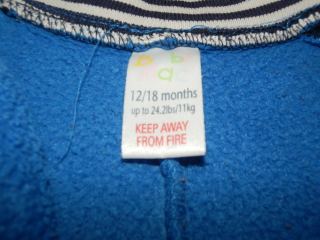 12/18 months
up to 24.2lbs/11kg
KEEP AWAY
FROM FIRE